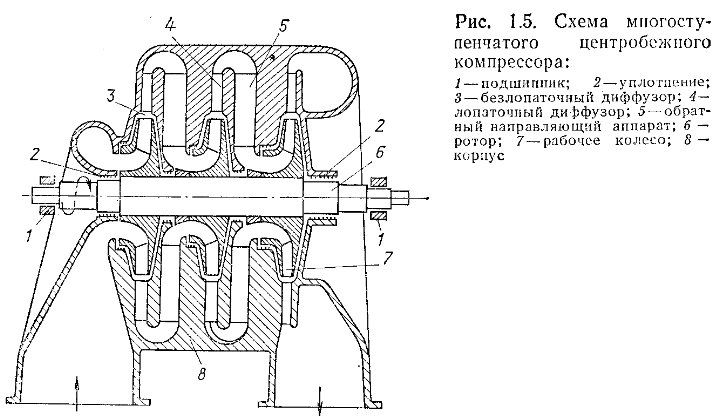 Рис. 1.5. Схема многосту-
пенчатого центробежного
компрессора:
1—подшипник; 2—уплотнение;
3—безлопаточный диффузор; 4—
лопаточный диффузор; 5—обрат-
ный направляющий аппарат; 6—
ротор; 7—рабочее колесо; 8—
корпус
4
5
3
2
2
6
1
1
7
8